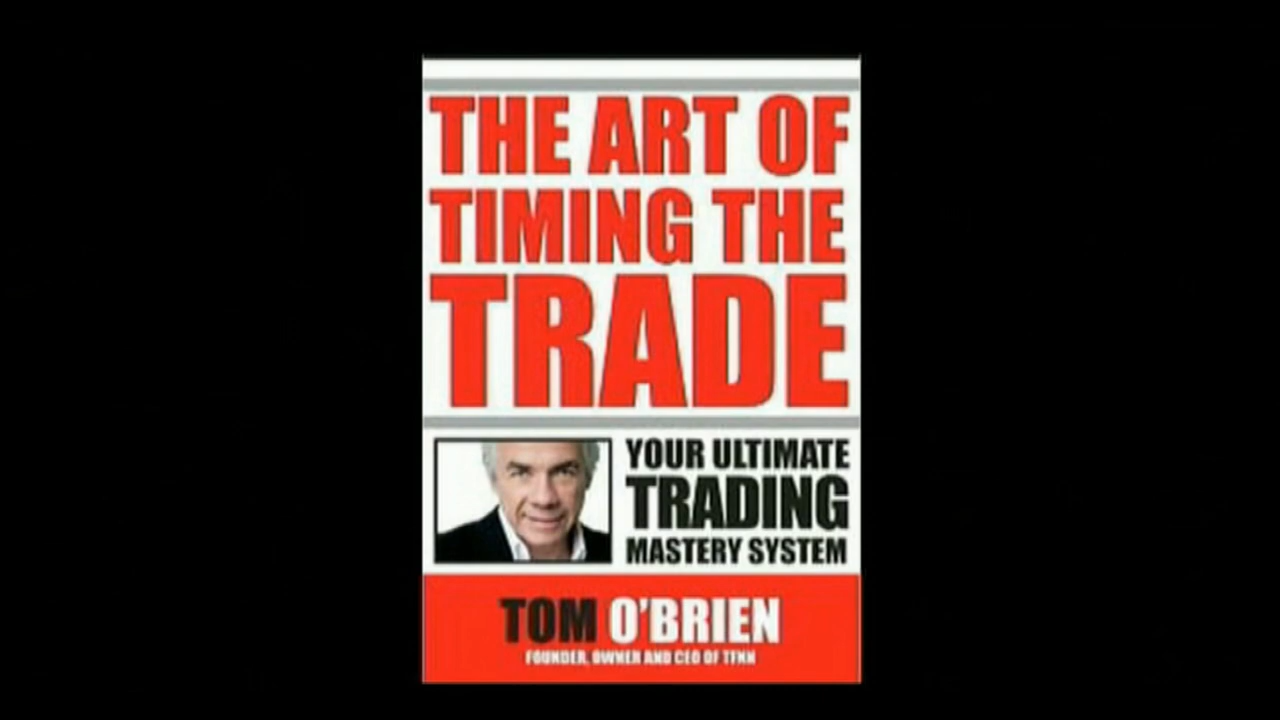 THE ART OF
TIMING THE
TRADE
YOUR ULTIMATE
TRADING
MASTERY SYSTEM
TOM O'BRIEN
FOUNDER, OWNER AND CEO OF TFNN